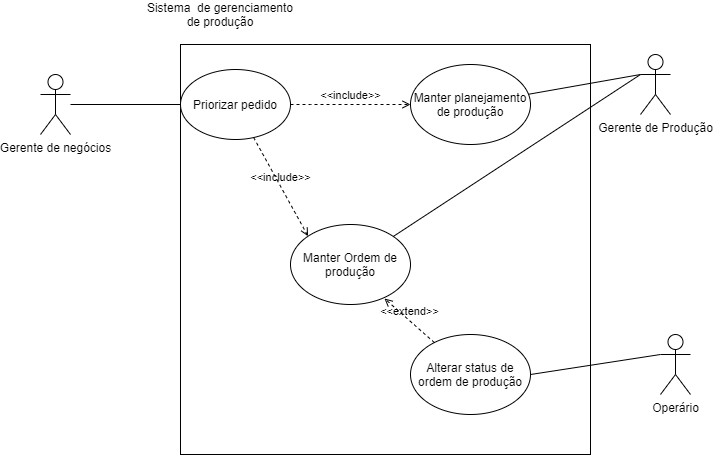 Sistema de gerenciamento
de produção
Priorizar pedido
<<include>>
Manter planejamento
de produção
Gerente de negócios
Gerente de Produção
<<include>>
Manter Ordem de
produção
<<extend>>
Alterar status de
ordem de produção
Operário